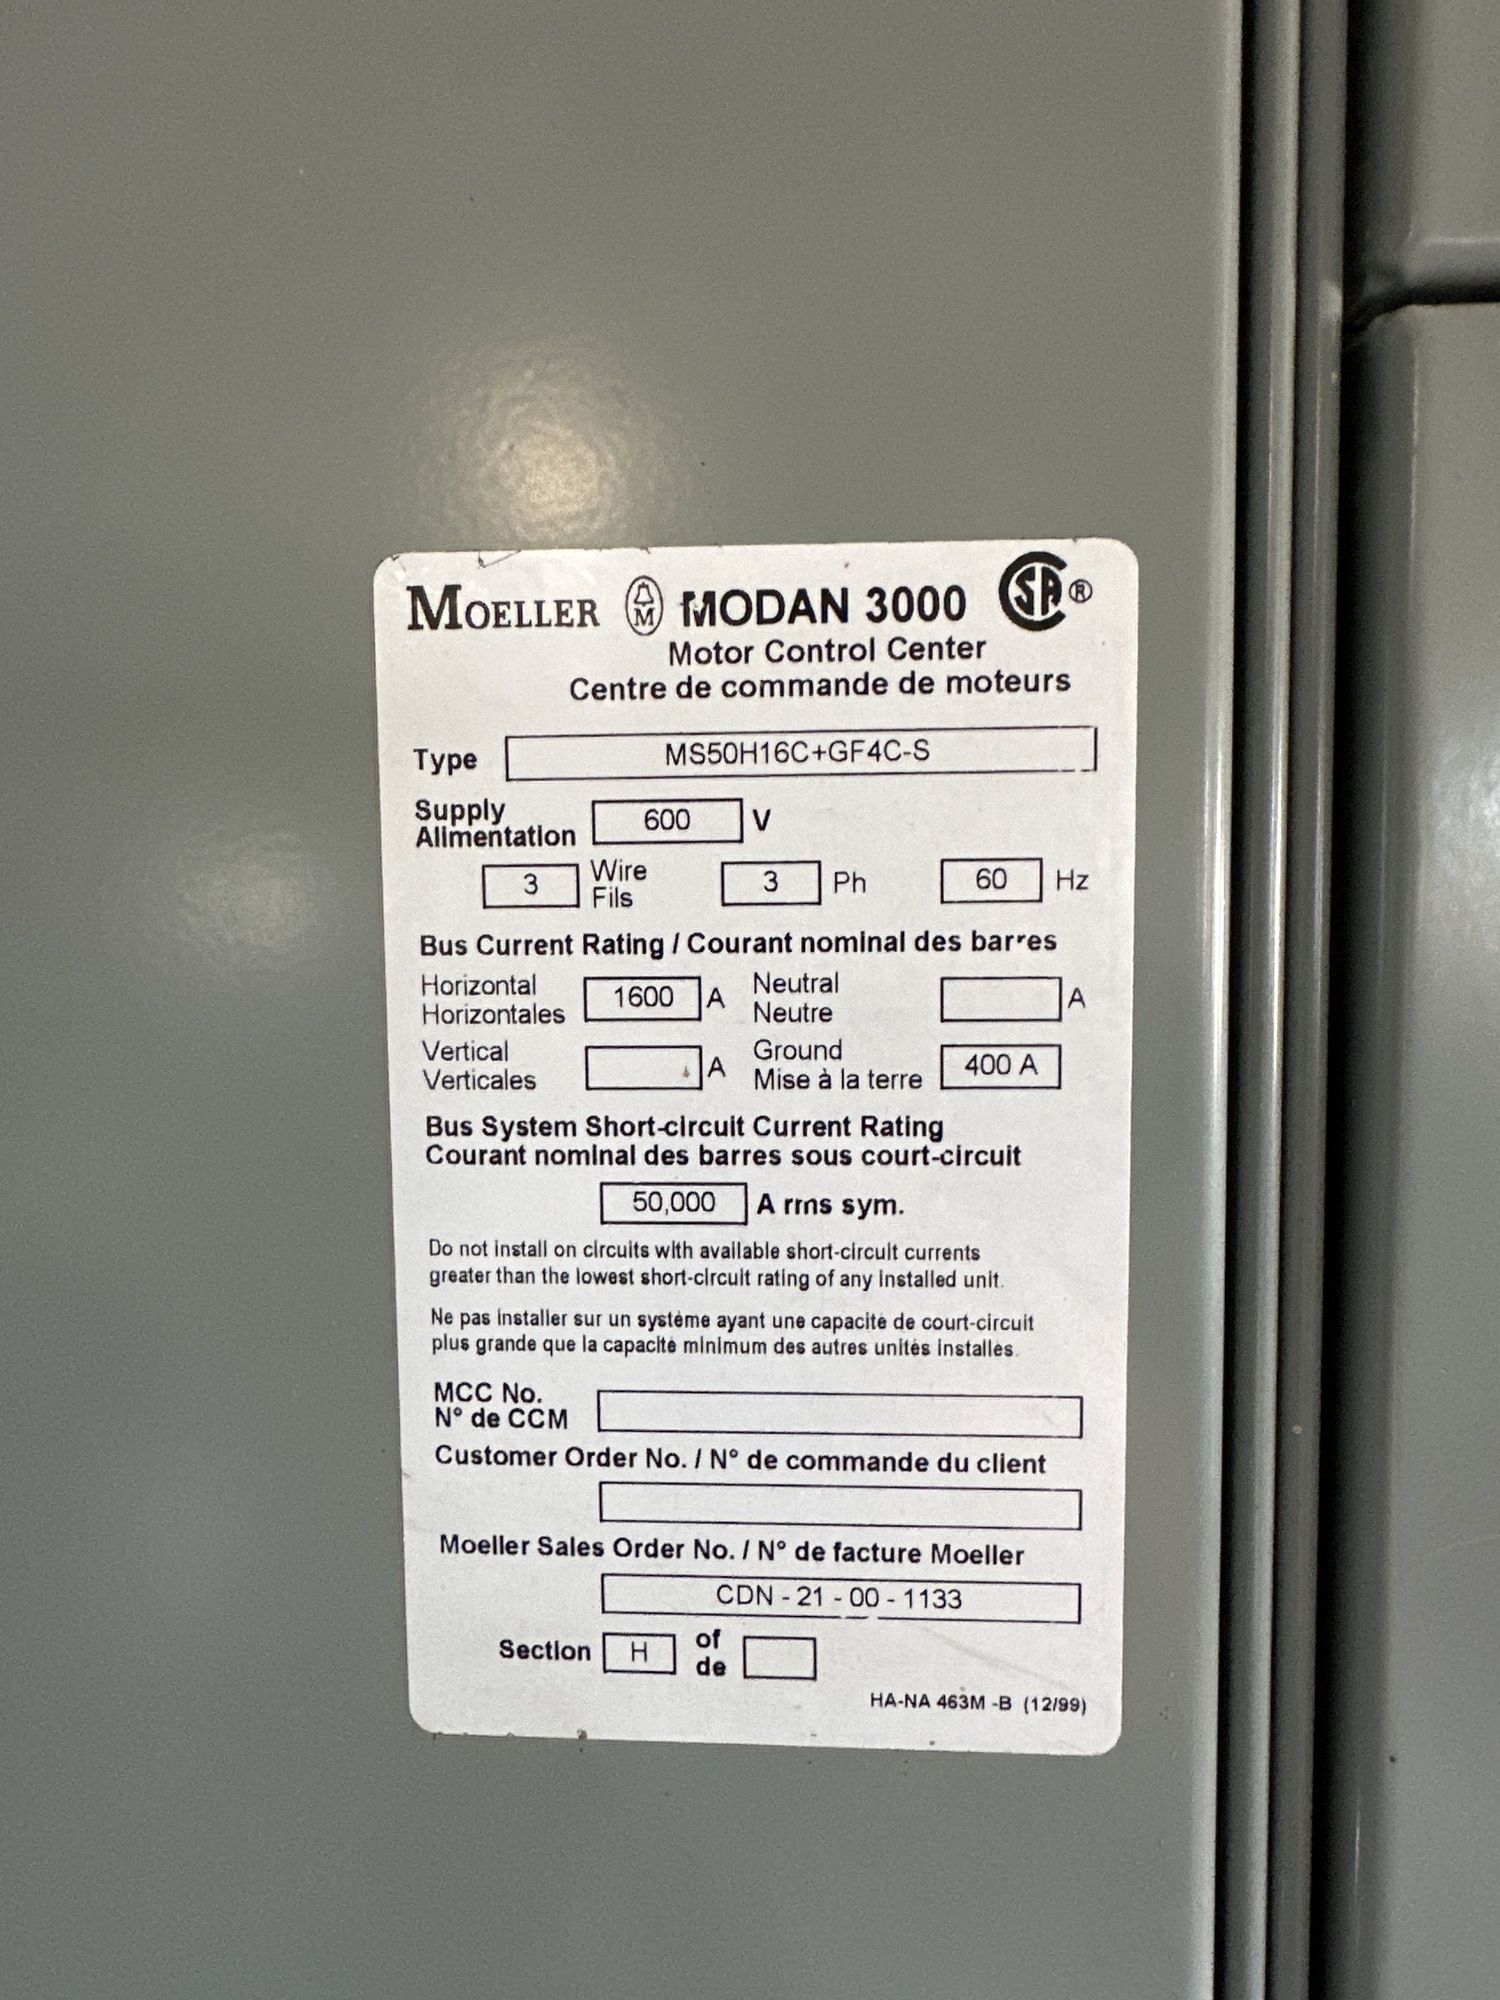 MOELLER M MODAN 3000 CSA ®
Motor Control Center
Centre de commande de moteurs
Type MS50H16C+GF4C-S
Supply
Alimentation 600 V
3 Wire
Fils 3 Ph 60 Hz
Bus Current Rating / Courant nominal des barres
Horizontal
Horizontales 1600 A Neutral
Neutre A
Vertical
Verticales A Ground
Mise à la terre 400 A
Bus System Short-circuit Current Rating
Courant nominal des barres sous court-circuit
50,000 A rms sym.
Do not install on circuits with available short-circuit currents
greater than the lowest short-circuit rating of any installed unit.
Ne pas installer sur un système ayant une capacité de court-circuit
plus grande que la capacité minimum des autres unités installés.
MCC No.
N° de CCM
Customer Order No. / N° de commande du client
Moeller Sales Order No. / N° de facture Moeller
CDN - 21 - 00 - 1133
Section H of
de
HA-NA 463M -B (12/99)